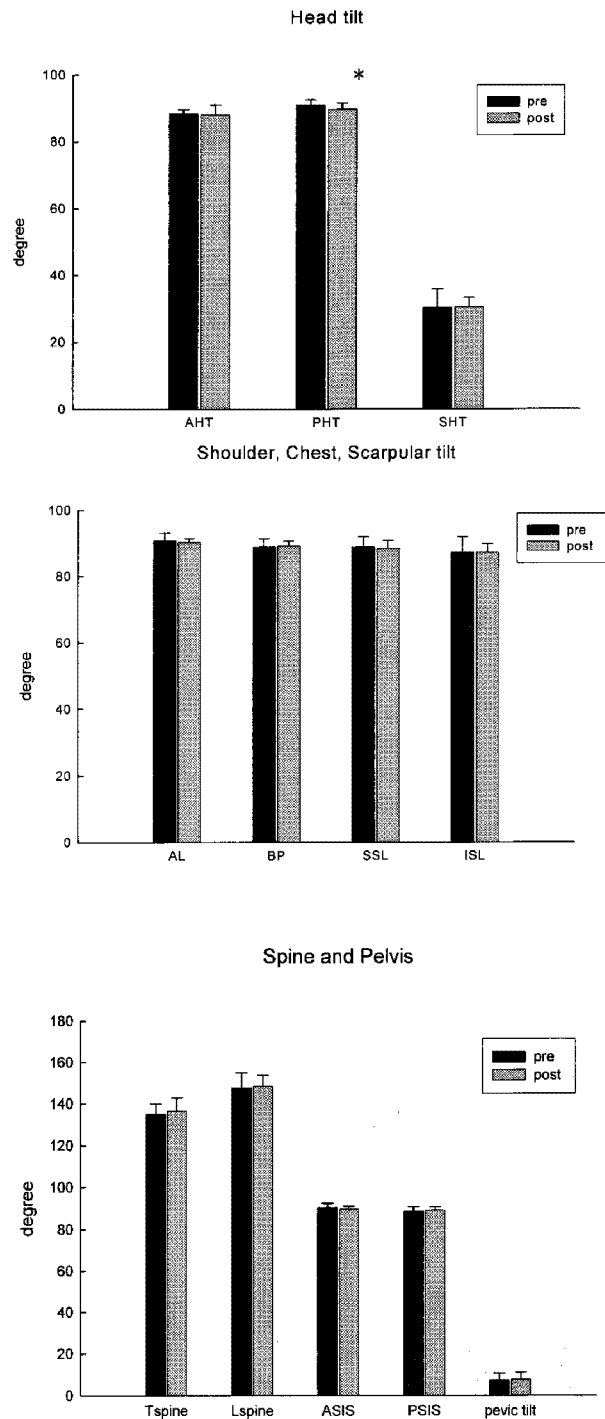 Head tilt
*
100
80
60
40
20
0
degree
pre
post
AHT PHT SHT
Shoulder, Chest, Scarpular tilt
100
80
60
40
20
0
degree
pre
post
AL BP SSL ISL
Spine and Pelvis
180
160
140
120
100
80
60
40
20
0
degree
pre
post
Tspine Lspine ASIS PSIS pevic tilt